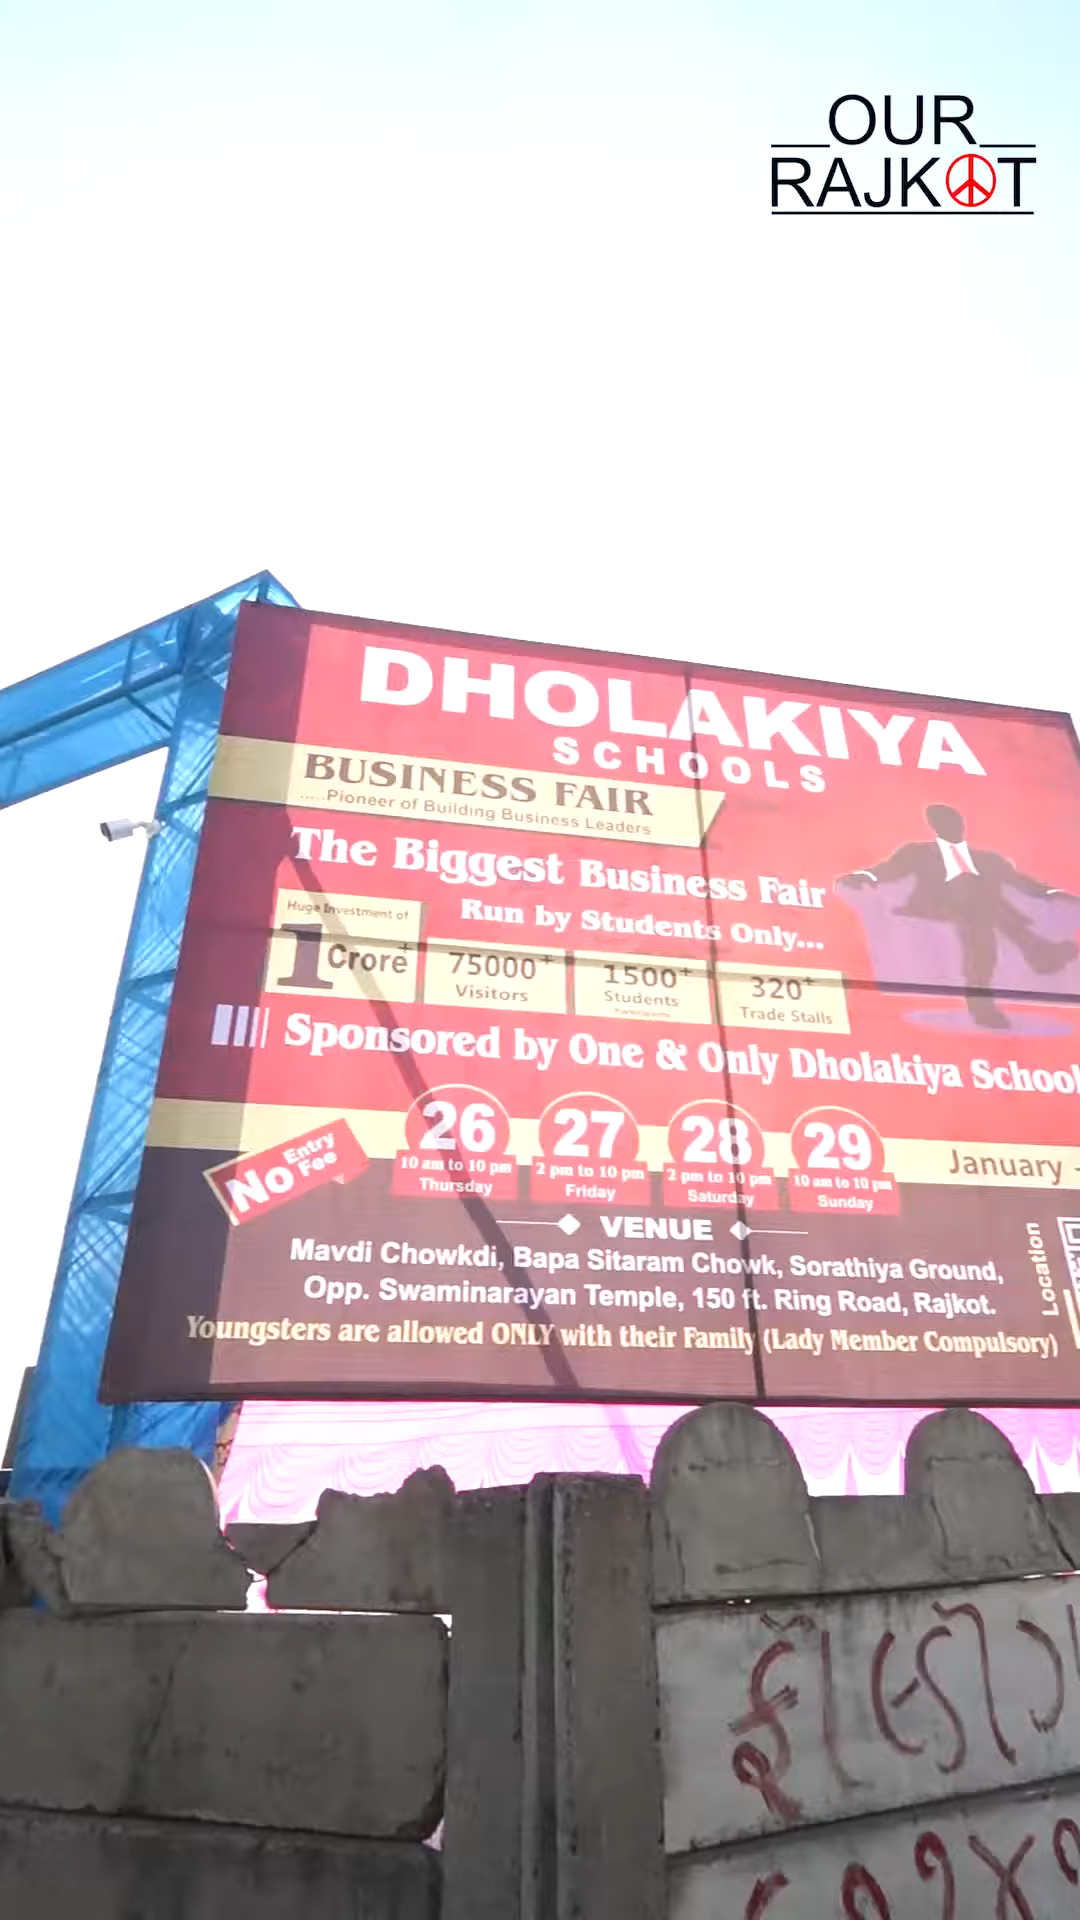 OUR
RAJKOT
DHOLAKIYA
SCHOOLS
BUSINESS FAIR
.....Pioneer of Building Business Leaders
The Biggest Business Fair
Run by Students Only...
Huge Investment of
1 Crore+
75000+
Visitors
1500+
Students
Participants
320+
Trade Stalls
Sponsored by One & Only Dholakiya School
No Entry Fee
26
10 am to 10 pm
Thursday
27
2 pm to 10 pm
Friday
28
2 pm to 10 pm
Saturday
29
10 am to 10 pm
Sunday
January -
VENUE
Mavdi Chowkdi, Bapa Sitaram Chowk, Sorathiya Ground,
Opp. Swaminarayan Temple, 150 ft. Ring Road, Rajkot.
Location
Youngsters are allowed ONLY with their Family (Lady Member Compulsory)